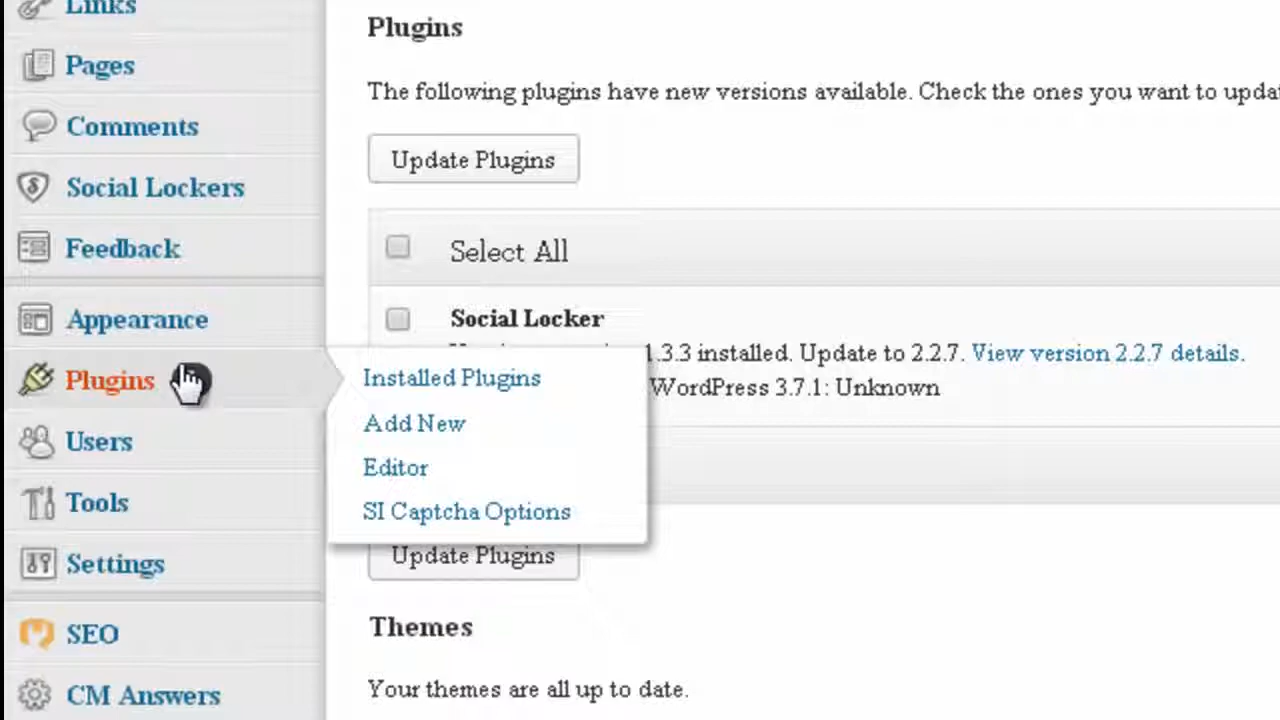 Links
Pages
Comments
Social Lockers
Feedback
Appearance
Plugins
Users
Tools
Settings
SEO
CM Answers
Plugins
The following plugins have new versions available. Check the ones you want to
Update Plugins
Select All
Social Locker
1.3.3 installed. Update to 2.2.7. View version 2.2.7 details.
WordPress 3.7.1: Unknown
Installed Plugins
Add New
Editor
SI Captcha Options
Update Plugins
Themes
Your themes are all up to date.